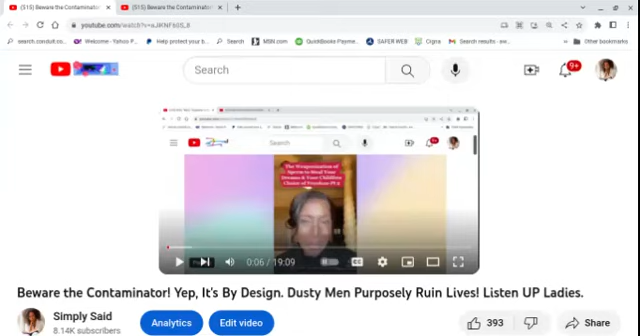 (515) Beware the Contaminator!
(515) Beware the Contaminator
youtube.com/watch?v=aJKNF6GS_8
search.conduit.co... Welcome - Yahoo P... Help protect your b... Search MSN.com QuickBooks Payme... SAFER WEB Cigna Search results - ew... Other bookmarks
Search
9+
Search
The Weaponization of
Sperm to Steal Your
Dreams & Your Children
Choice of Freedom-Pt 2
0:06 / 19:09
CC
Beware the Contaminator! Yep, It's By Design. Dusty Men Purposely Ruin Lives! Listen UP Ladies.
Simply Said
8.14K subscribers
Analytics
Edit video
393
Share